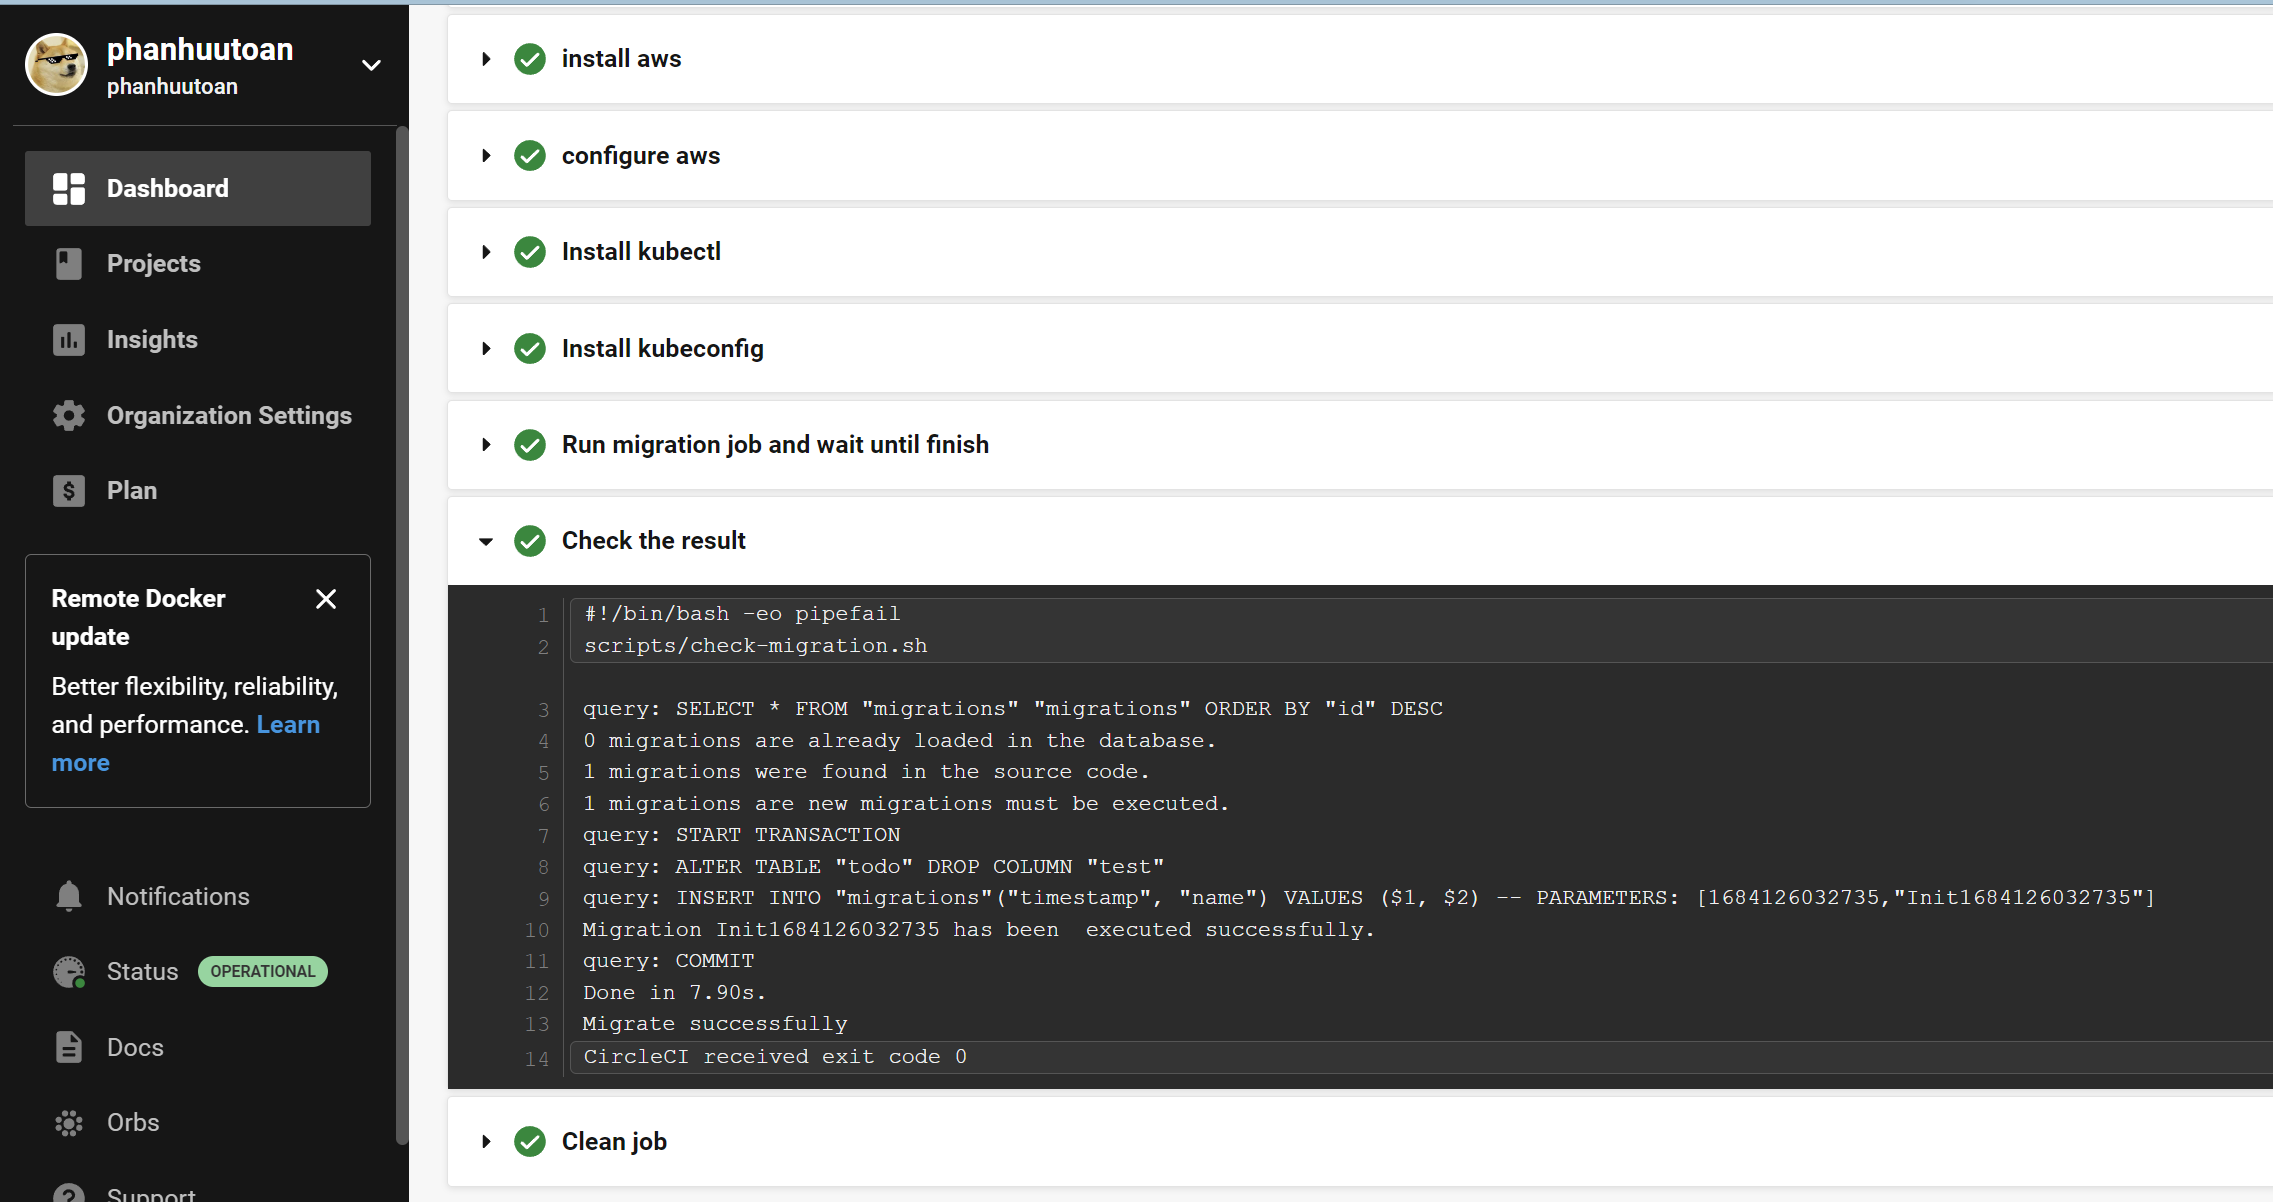 phanhuutoan
phanhuutoan
Dashboard
Projects
Insights
Organization Settings
Plan
Remote Docker
update
Better flexibility, reliability,
and performance. Learn
more
Notifications
Status OPERATIONAL
Docs
Orbs
Support
install aws
configure aws
Install kubectl
Install kubeconfig
Run migration job and wait until finish
Check the result
1 #!/bin/bash -eo pipefail
2 scripts/check-migration.sh
3 query: SELECT * FROM "migrations" "migrations" ORDER BY "id" DESC
4 0 migrations are already loaded in the database.
5 1 migrations were found in the source code.
6 1 migrations are new migrations must be executed.
7 query: START TRANSACTION
8 query: ALTER TABLE "todo" DROP COLUMN "test"
9 query: INSERT INTO "migrations"("timestamp", "name") VALUES ($1, $2) -- PARAMETERS: [1684126032735,"Init1684126032735"]
10 Migration Init1684126032735 has been  executed successfully.
11 query: COMMIT
12 Done in 7.90s.
13 Migrate successfully
14 CircleCI received exit code 0
Clean job